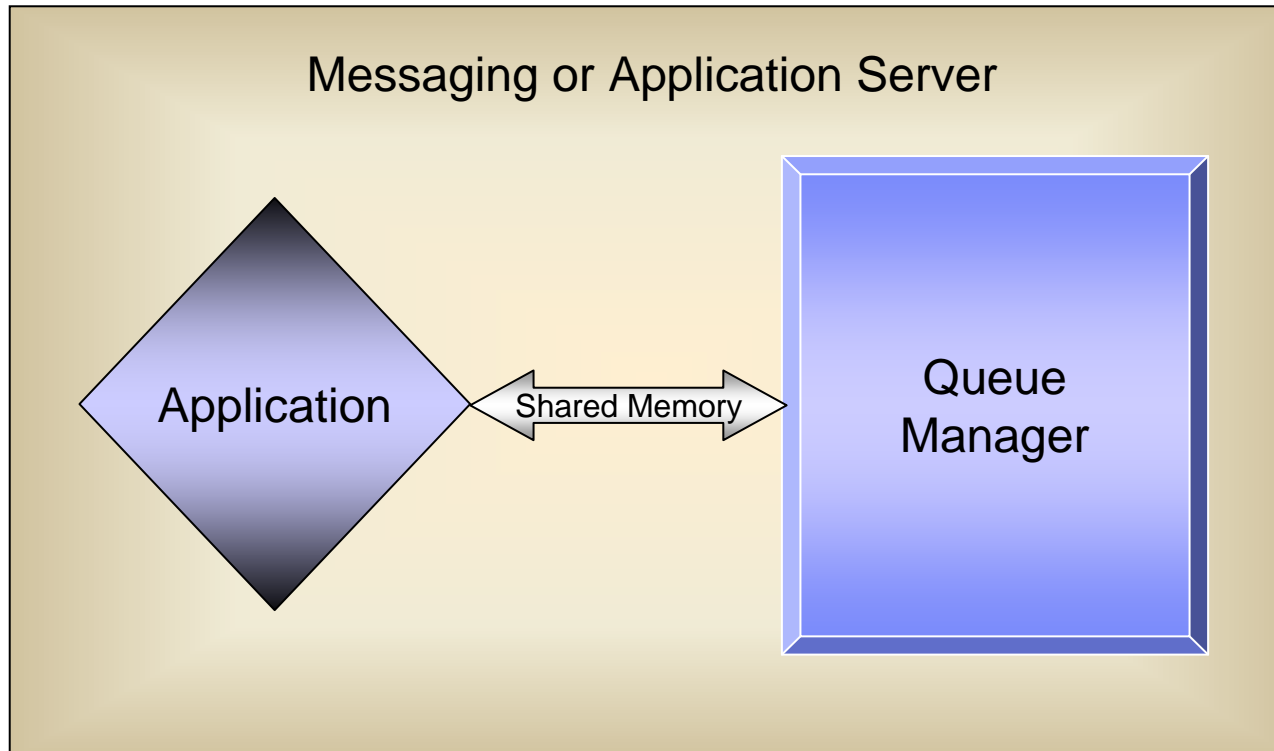 Messaging or Application Server
Application
Shared Memory
Queue
Manager